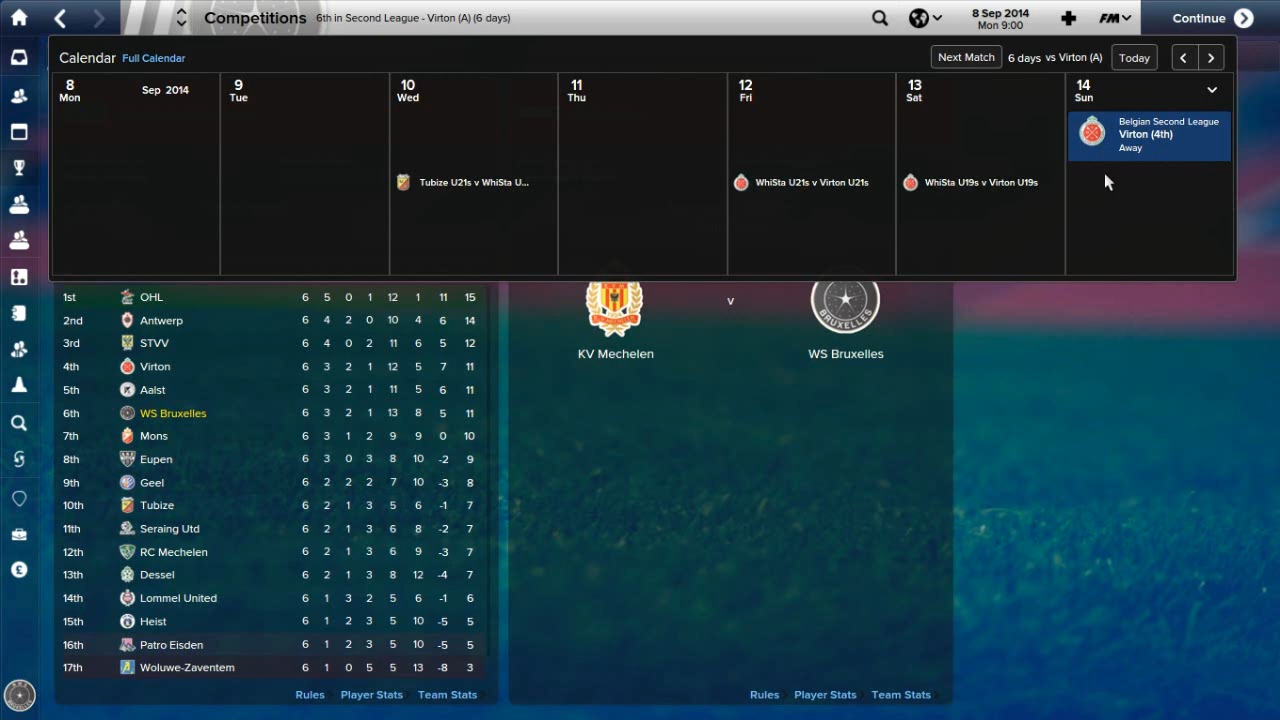 Competitions 6th in Second League - Virton (A) (6 days) 8 Sep 2014 FM Continue
Mon 9:00
Calendar Full Calendar Next Match 6 days vs Virton (A) Today
8 Sep 2014 9 10 11 12 13 14
Mon Tue Wed Thu Fri Sat Sun
Belgian Second League
Virton (4th)
Away
Tubize U21s v WhiSta U... WhiSta U21s v Virton U21s WhiSta U19s v Virton U19s
1st OHL 6 5 0 1 12 1 11 15
2nd Antwerp 6 4 2 0 10 4 6 14
3rd STVV 6 4 0 2 11 6 5 12
4th Virton 6 3 2 1 12 5 7 11
5th Aalst 6 3 2 1 11 5 6 11
6th WS Bruxelles 6 3 2 1 13 8 5 11
7th Mons 6 3 1 2 9 9 0 10
8th Eupen 6 3 0 3 8 10 -2 9
9th Geel 6 2 2 2 7 10 -3 8
10th Tubize 6 2 1 3 5 6 -1 7
11th Seraing Utd 6 2 1 3 6 8 -2 7
12th RC Mechelen 6 2 1 3 6 9 -3 7
13th Dessel 6 2 1 3 8 12 -4 7
14th Lommel United 6 1 3 2 5 6 -1 6
15th Heist 6 1 2 3 5 10 -5 5
16th Patro Eisden 6 1 2 3 5 10 -5 5
17th Woluwe-Zaventem 6 1 0 5 5 13 -8 3
Rules Player Stats Team Stats
v
BRUXELLES
KV Mechelen WS Bruxelles
Rules Player Stats Team Stats